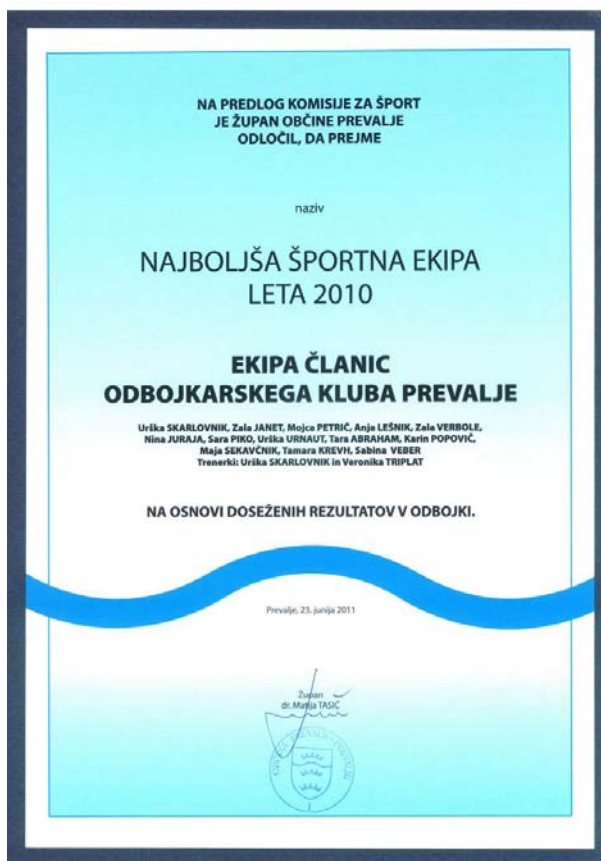 NA PREDLOG KOMISIJE ZA ŠPORT
JE ŽUPAN OBČINE PREVALJE
ODLOČIL, DA PREJME
naziv
NAJBOLJŠA ŠPORTNA EKIPA
LETA 2010
EKIPA ČLANIC
ODBOJKARSKEGA KLUBA PREVALJE
Urška SKARLOVNIK, Zala JANET, Mojca PETRIČ, Anja LEŠNIK, Zala VERBOLE,
Nina JURAJA, Sara PIKO, Urška URNAUT, Tara ABRAHAM, Karin POPOVIČ,
Maja SEKAVČNIK, Tamara KREVH, Sabina VEBER
Trenerki: Urška SKARLOVNIK in Veronika TRIPLAT
NA OSNOVI DOSEŽENIH REZULTATOV V ODBOJKI.
Prevalje, 23. junija 2011
Župan
dr. Matija TASIČ